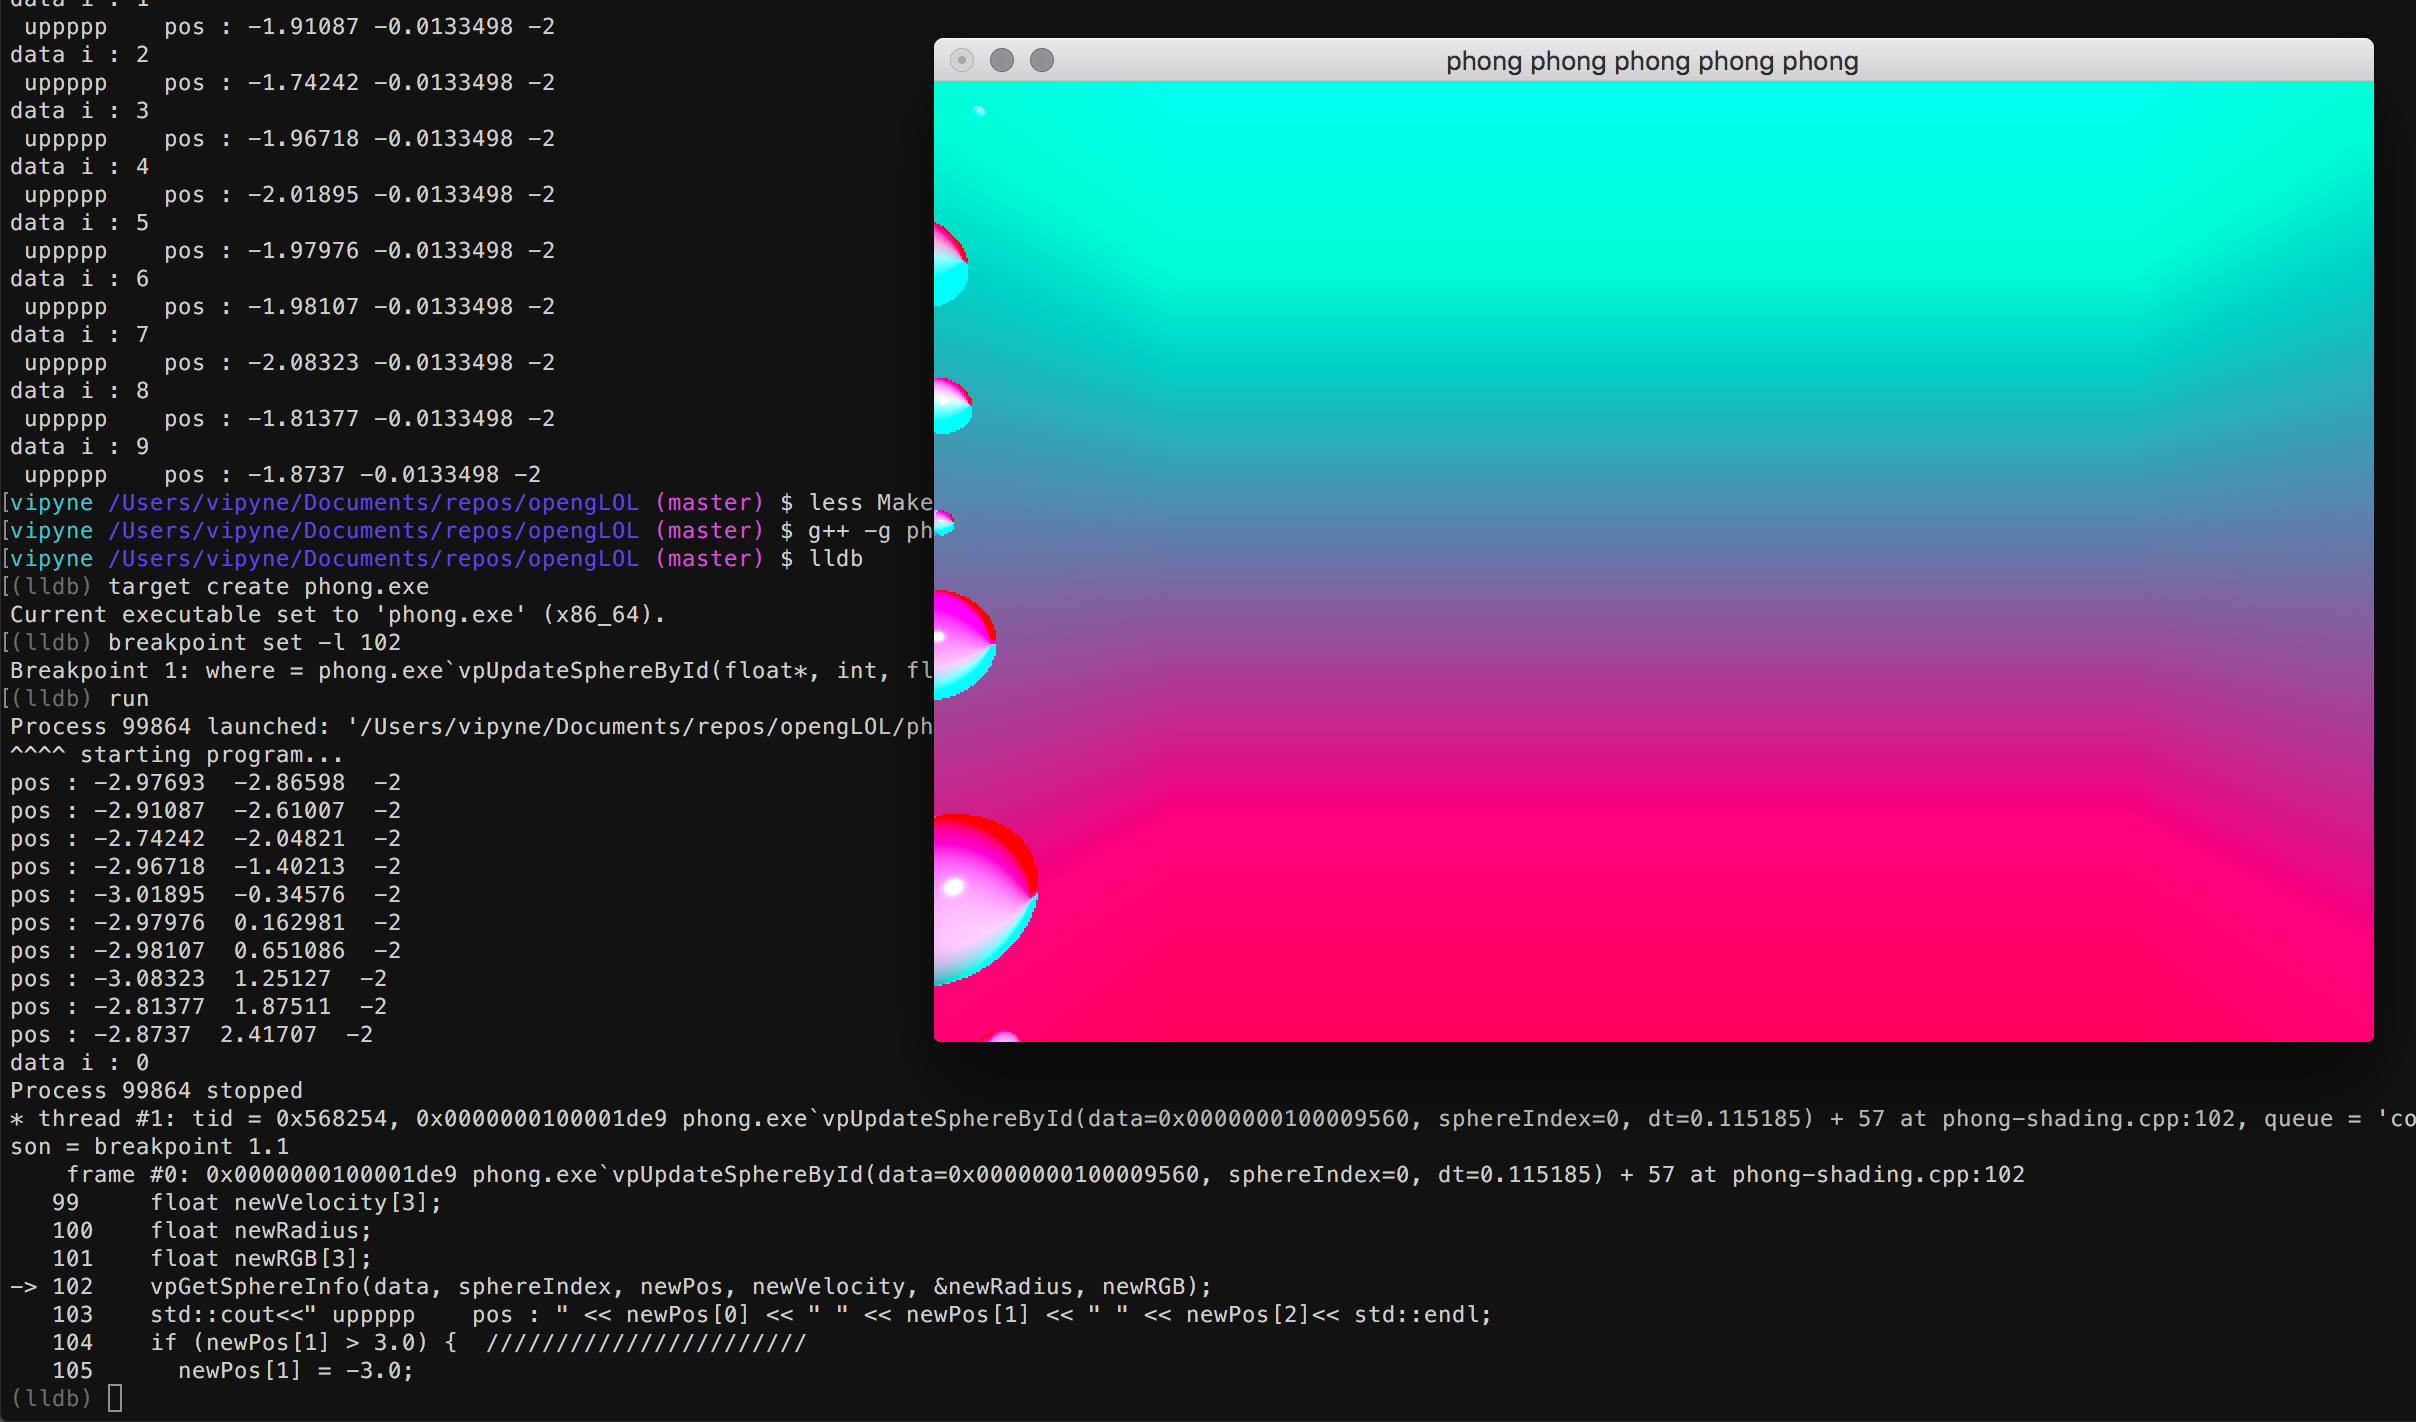 data i : 1
uppppp    pos : -1.91087 -0.0133498 -2
data i : 2
uppppp    pos : -1.74242 -0.0133498 -2
data i : 3
uppppp    pos : -1.96718 -0.0133498 -2
data i : 4
uppppp    pos : -2.01895 -0.0133498 -2
data i : 5
uppppp    pos : -1.97976 -0.0133498 -2
data i : 6
uppppp    pos : -1.98107 -0.0133498 -2
data i : 7
uppppp    pos : -2.08323 -0.0133498 -2
data i : 8
uppppp    pos : -1.81377 -0.0133498 -2
data i : 9
uppppp    pos : -1.8737 -0.0133498 -2
[vipyne /Users/vipyne/Documents/repos/opengLOL (master) $ less Make
[vipyne /Users/vipyne/Documents/repos/opengLOL (master) $ g++ -g ph
[vipyne /Users/vipyne/Documents/repos/opengLOL (master) $ lldb
[(lldb) target create phong.exe
Current executable set to 'phong.exe' (x86_64).
[(lldb) breakpoint set -l 102
Breakpoint 1: where = phong.exe`vpUpdateSphereById(float*, int, fl
[(lldb) run
Process 99864 launched: '/Users/vipyne/Documents/repos/opengLOL/ph
^^^^ starting program...
pos : -2.97693  -2.86598  -2
pos : -2.91087  -2.61007  -2
pos : -2.74242  -2.04821  -2
pos : -2.96718  -1.40213  -2
pos : -3.01895  -0.34576  -2
pos : -2.97976  0.162981  -2
pos : -2.98107  0.651086  -2
pos : -3.08323  1.25127  -2
pos : -2.81377  1.87511  -2
pos : -2.8737  2.41707  -2
data i : 0
Process 99864 stopped
* thread #1: tid = 0x568254, 0x0000000100001de9 phong.exe`vpUpdateSphereById(data=0x0000000100009560, sphereIndex=0, dt=0.115185) + 57 at phong-shading.cpp:102, queue = 'co
son = breakpoint 1.1
    frame #0: 0x0000000100001de9 phong.exe`vpUpdateSphereById(data=0x0000000100009560, sphereIndex=0, dt=0.115185) + 57 at phong-shading.cpp:102
   99     float newVelocity[3];
   100    float newRadius;
   101    float newRGB[3];
-> 102    vpGetSphereInfo(data, sphereIndex, newPos, newVelocity, &newRadius, newRGB);
   103    std::cout<<" uppppp    pos : " << newPos[0] << " " << newPos[1] << " " << newPos[2]<< std::endl;
   104    if (newPos[1] > 3.0) {  ///////////////////////
   105      newPos[1] = -3.0;
(lldb)
phong phong phong phong phong